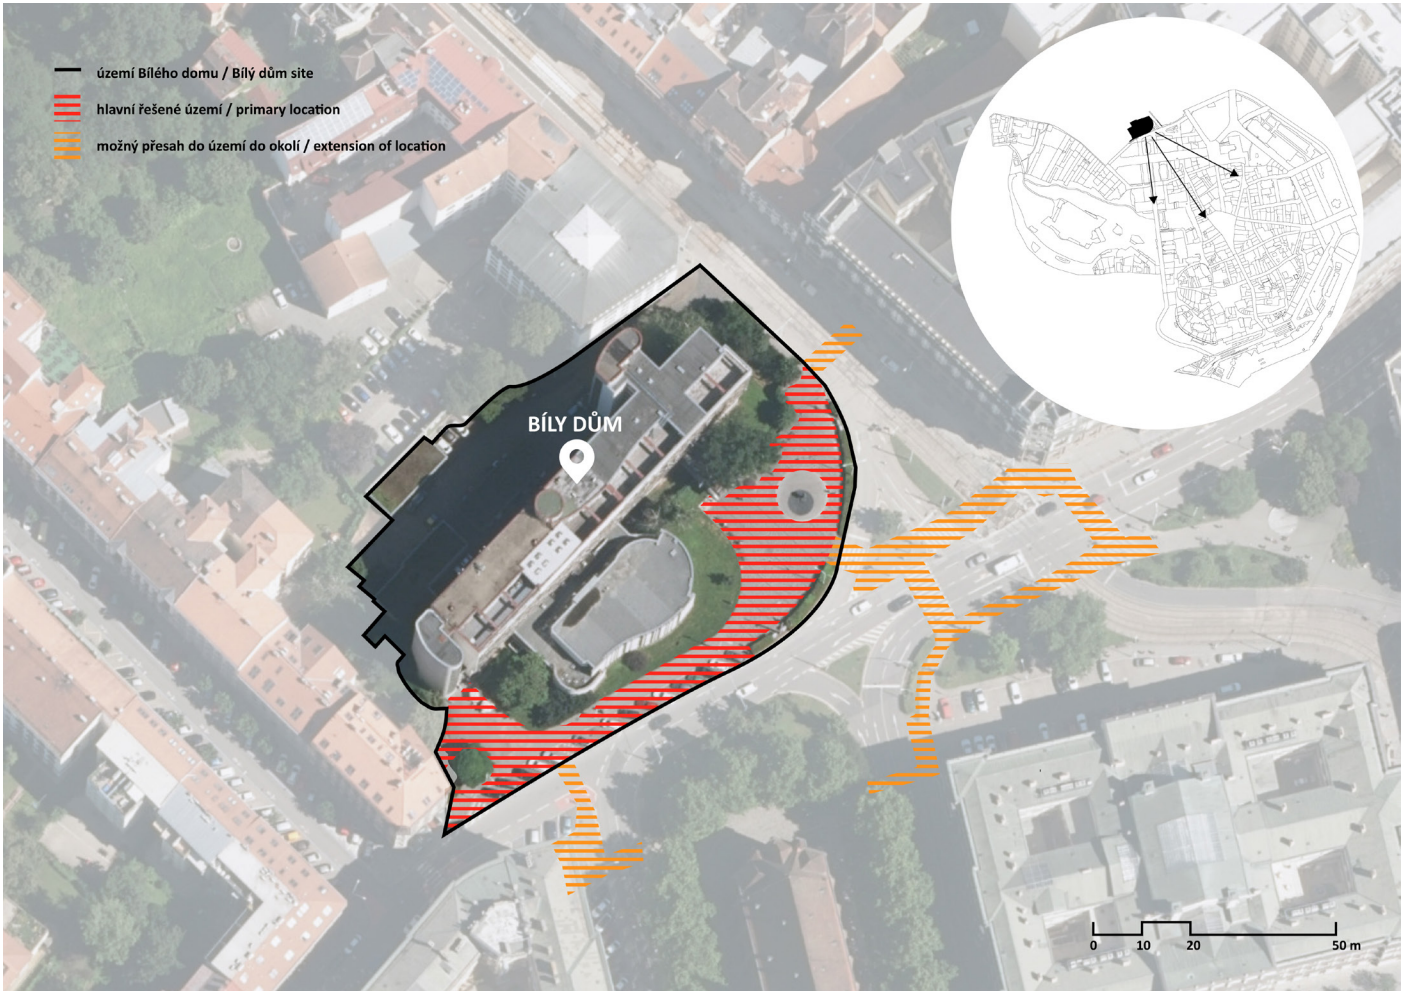 území Bílého domu / Bílý dům site
hlavní řešené území / primary location
možný přesah do území do okolí / extension of location
BÍLY DŮM
0 10 20 50 m